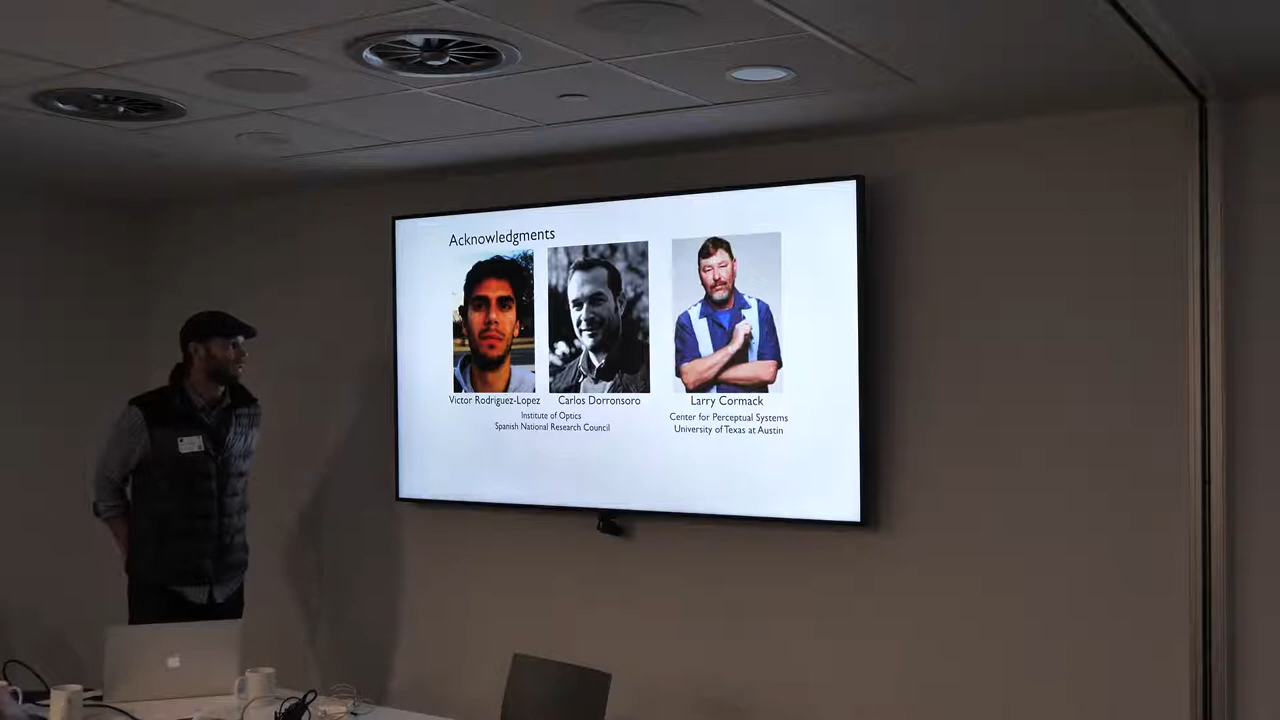 Acknowledgments
Victor Rodriguez-Lopez
Carlos Dorronsoro
Institute of Optics
Spanish National Research Council
Larry Cormack
Center for Perceptual Systems
University of Texas at Austin